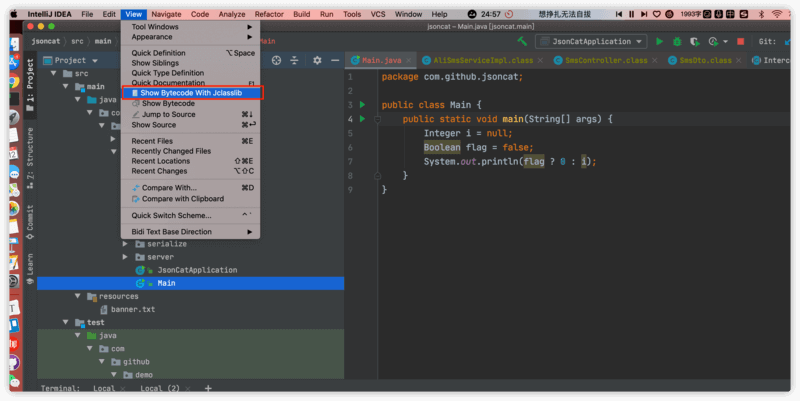 IntelliJ IDEA File Edit View Navigate Code Analyze Refactor Build Run Tools VCS Window Help 24:57 想挣扎无法自拔 1993字
jsoncat – Main.java [jsoncat.main]
jsoncat src main Main JsonCatApplication Git:
Tool Windows
Appearance
Quick Definition ⌥Space
Show Siblings
Quick Type Definition
Quick Documentation F1
Show Bytecode With Jclasslib
Show Bytecode
Jump to Source ⌘↓
Show Source ⌘↩
Recent Files ⌘E
Recently Changed Files
Recent Locations ⇧⌘E
Recent Changes ⌥⇧C
Compare With... ⌘D
Compare with Clipboard
Quick Switch Scheme... ^`
Bidi Text Base Direction
1: Project
7: Structure
Commit
Learn
Project
src
main
java
serialize
server
JsonCatApplication
Main
resources
banner.txt
test
java
com
github
demo
Main.java AliSmsServiceImpl.class SmsController.class SmsDto.class
1 package com.github.jsoncat;
2
3 public class Main {
4 public static void main(String[] args) {
5 Integer i = null;
6 Boolean flag = false;
7 System.out.println(flag ? 0 : i);
8 }
9 }
Terminal: Local × Local (2) × +